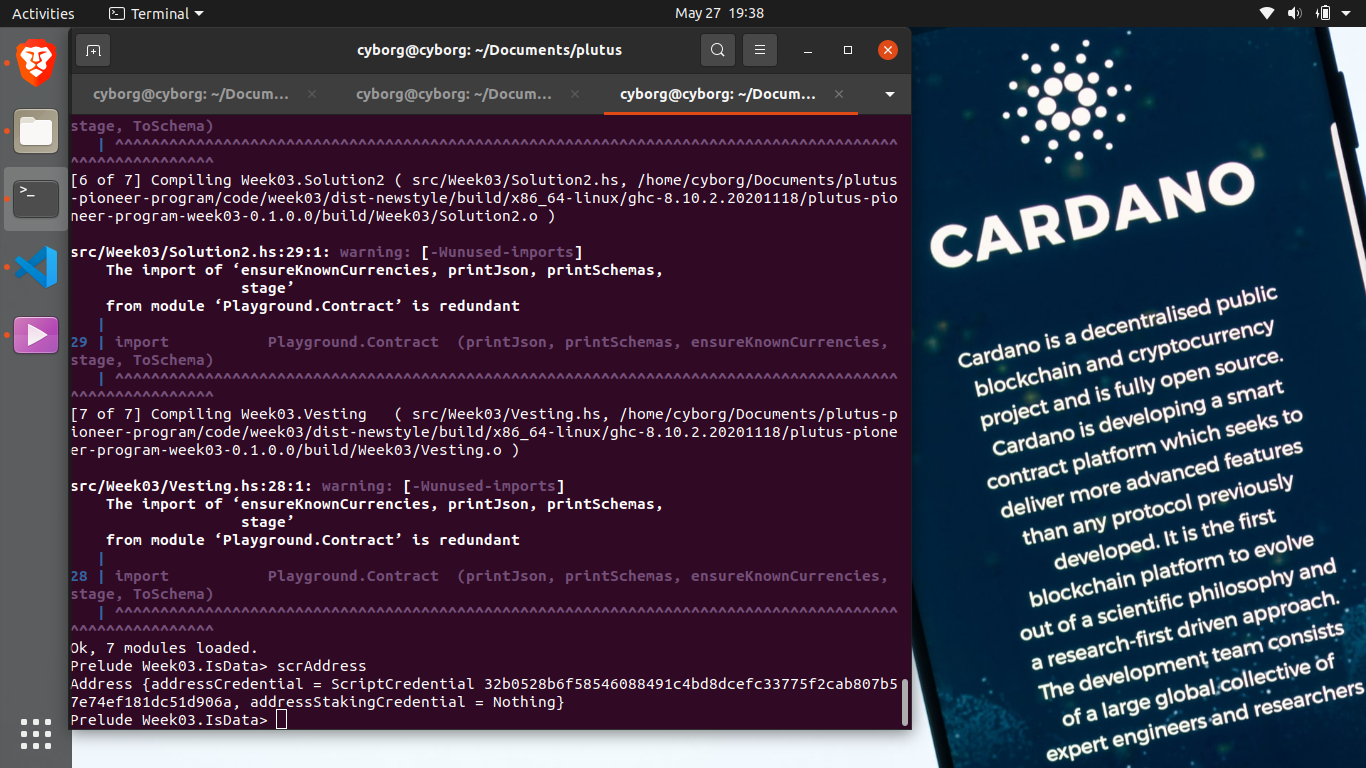 Activities
Terminal
May 27 19:38
cyborg@cyborg: ~/Documents/plutus
cyborg@cyborg: ~/Docum...
cyborg@cyborg: ~/Docum...
cyborg@cyborg: ~/Docum...
stage, ToSchema)
   | ^^^^^^^^^^^^^^^^^^^^^^^^^^^^^^^^^^^^^^^^^^^^^^^^^^^^^^^^^^^^^^^^^^^^^^^^^^^^^^^^^^^^^^^
^^^^^^^^^^^^^^^^
[6 of 7] Compiling Week03.Solution2 ( src/Week03/Solution2.hs, /home/cyborg/Documents/plutus
-pioneer-program/code/week03/dist-newstyle/build/x86_64-linux/ghc-8.10.2.20201118/plutus-pio
neer-program-week03-0.1.0.0/build/Week03/Solution2.o )
src/Week03/Solution2.hs:29:1: warning: [-Wunused-imports]
    The import of ‘ensureKnownCurrencies, printJson, printSchemas,
                   stage’
    from module ‘Playground.Contract’ is redundant
   |
29 | import           Playground.Contract  (printJson, printSchemas, ensureKnownCurrencies,
stage, ToSchema)
   | ^^^^^^^^^^^^^^^^^^^^^^^^^^^^^^^^^^^^^^^^^^^^^^^^^^^^^^^^^^^^^^^^^^^^^^^^^^^^^^^^^^^^^^^
^^^^^^^^^^^^^^^^
[7 of 7] Compiling Week03.Vesting   ( src/Week03/Vesting.hs, /home/cyborg/Documents/plutus-p
ioneer-program/code/week03/dist-newstyle/build/x86_64-linux/ghc-8.10.2.20201118/plutus-pione
er-program-week03-0.1.0.0/build/Week03/Vesting.o )
src/Week03/Vesting.hs:28:1: warning: [-Wunused-imports]
    The import of ‘ensureKnownCurrencies, printJson, printSchemas,
                   stage’
    from module ‘Playground.Contract’ is redundant
   |
28 | import           Playground.Contract  (printJson, printSchemas, ensureKnownCurrencies,
stage, ToSchema)
   | ^^^^^^^^^^^^^^^^^^^^^^^^^^^^^^^^^^^^^^^^^^^^^^^^^^^^^^^^^^^^^^^^^^^^^^^^^^^^^^^^^^^^^^^
^^^^^^^^^^^^^^^^
Ok, 7 modules loaded.
Prelude Week03.IsData> scrAddress
Address {addressCredential = ScriptCredential 32b0528b6f58546088491c4bd8dcefc33775f2cab807b5
7e74ef181dc51d906a, addressStakingCredential = Nothing}
Prelude Week03.IsData>
CARDANO
Cardano is a decentralised public
blockchain and cryptocurrency
project and is fully open source.
Cardano is developing a smart
contract platform which seeks to
deliver more advanced features
than any protocol previously
developed. It is the first
blockchain platform to evolve
out of a scientific philosophy and
a research-first driven approach.
The development team consists
of a large global collective of
expert engineers and researchers